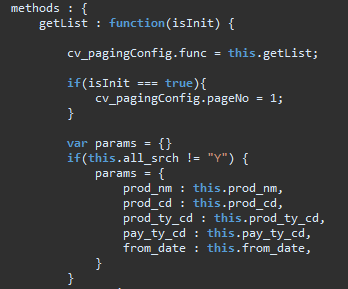 methods : {
getList : function(isInit) {
cv_pagingConfig.func = this.getList;
if(isInit === true){
cv_pagingConfig.pageNo = 1;
}
var params = {}
if(this.all_srch != "Y") {
params = {
prod_nm : this.prod_nm,
prod_cd : this.prod_cd,
prod_ty_cd : this.prod_ty_cd,
pay_ty_cd : this.pay_ty_cd,
from_date : this.from_date,
}
}